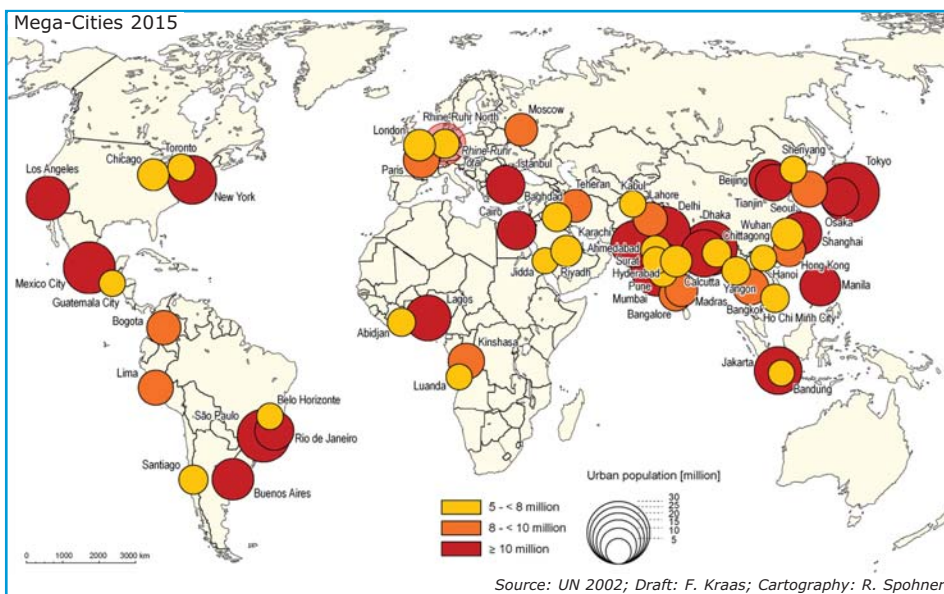 Mega-Cities 2015
Moscow
Rhine-Ruhr North
London
Rhine-Ruhr
Total
Paris
Istanbul
Toronto
Chicago
New York
Los Angeles
Mexico City
Guatemala City
Bogota
Lima
Belo Horizonte
São Paulo
Rio de Janeiro
Santiago
Buenos Aires
Teheran
Baghdad
Cairo
Jidda
Riyadh
Lagos
Abidjan
Kinshasa
Luanda
Kabul
Lahore
Delhi
Karachi
Dhaka
Chittagong
Ahmedabad
Surat
Hyderabad
Calcutta
Pune
Mumbai
Madras
Bangalore
Yangon
Bangkok
Hanoi
Ho Chi Minh City
Shenyang
Beijing
Tianjin
Seoul
Tokyo
Osaka
Wuhan
Shanghai
Hong Kong
Manila
Jakarta
Bandung
5 - < 8 million
8 - < 10 million
≥ 10 million
Urban population [million]
30
25
20
15
10
5
0 1000 2000 3000 km
Source: UN 2002; Draft: F. Kraas; Cartography: R. Spohner